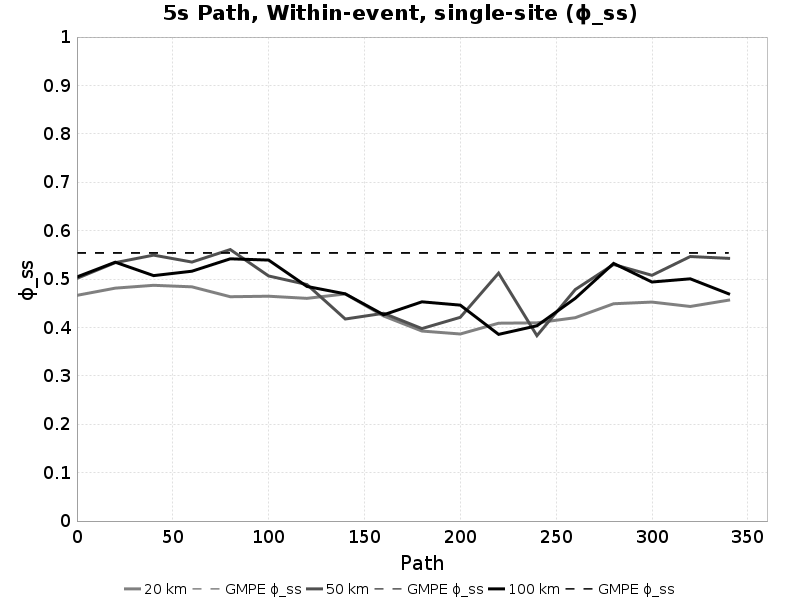 5s Path, Within-event, single-site (ϕ_ss)
1
0.9
0.8
0.7
0.6
0.5
0.4
0.3
0.2
0.1
0
ϕ_ss
0 50 100 150 200 250 300 350
Path
20 km GMPE ϕ_ss 50 km GMPE ϕ_ss 100 km GMPE ϕ_ss